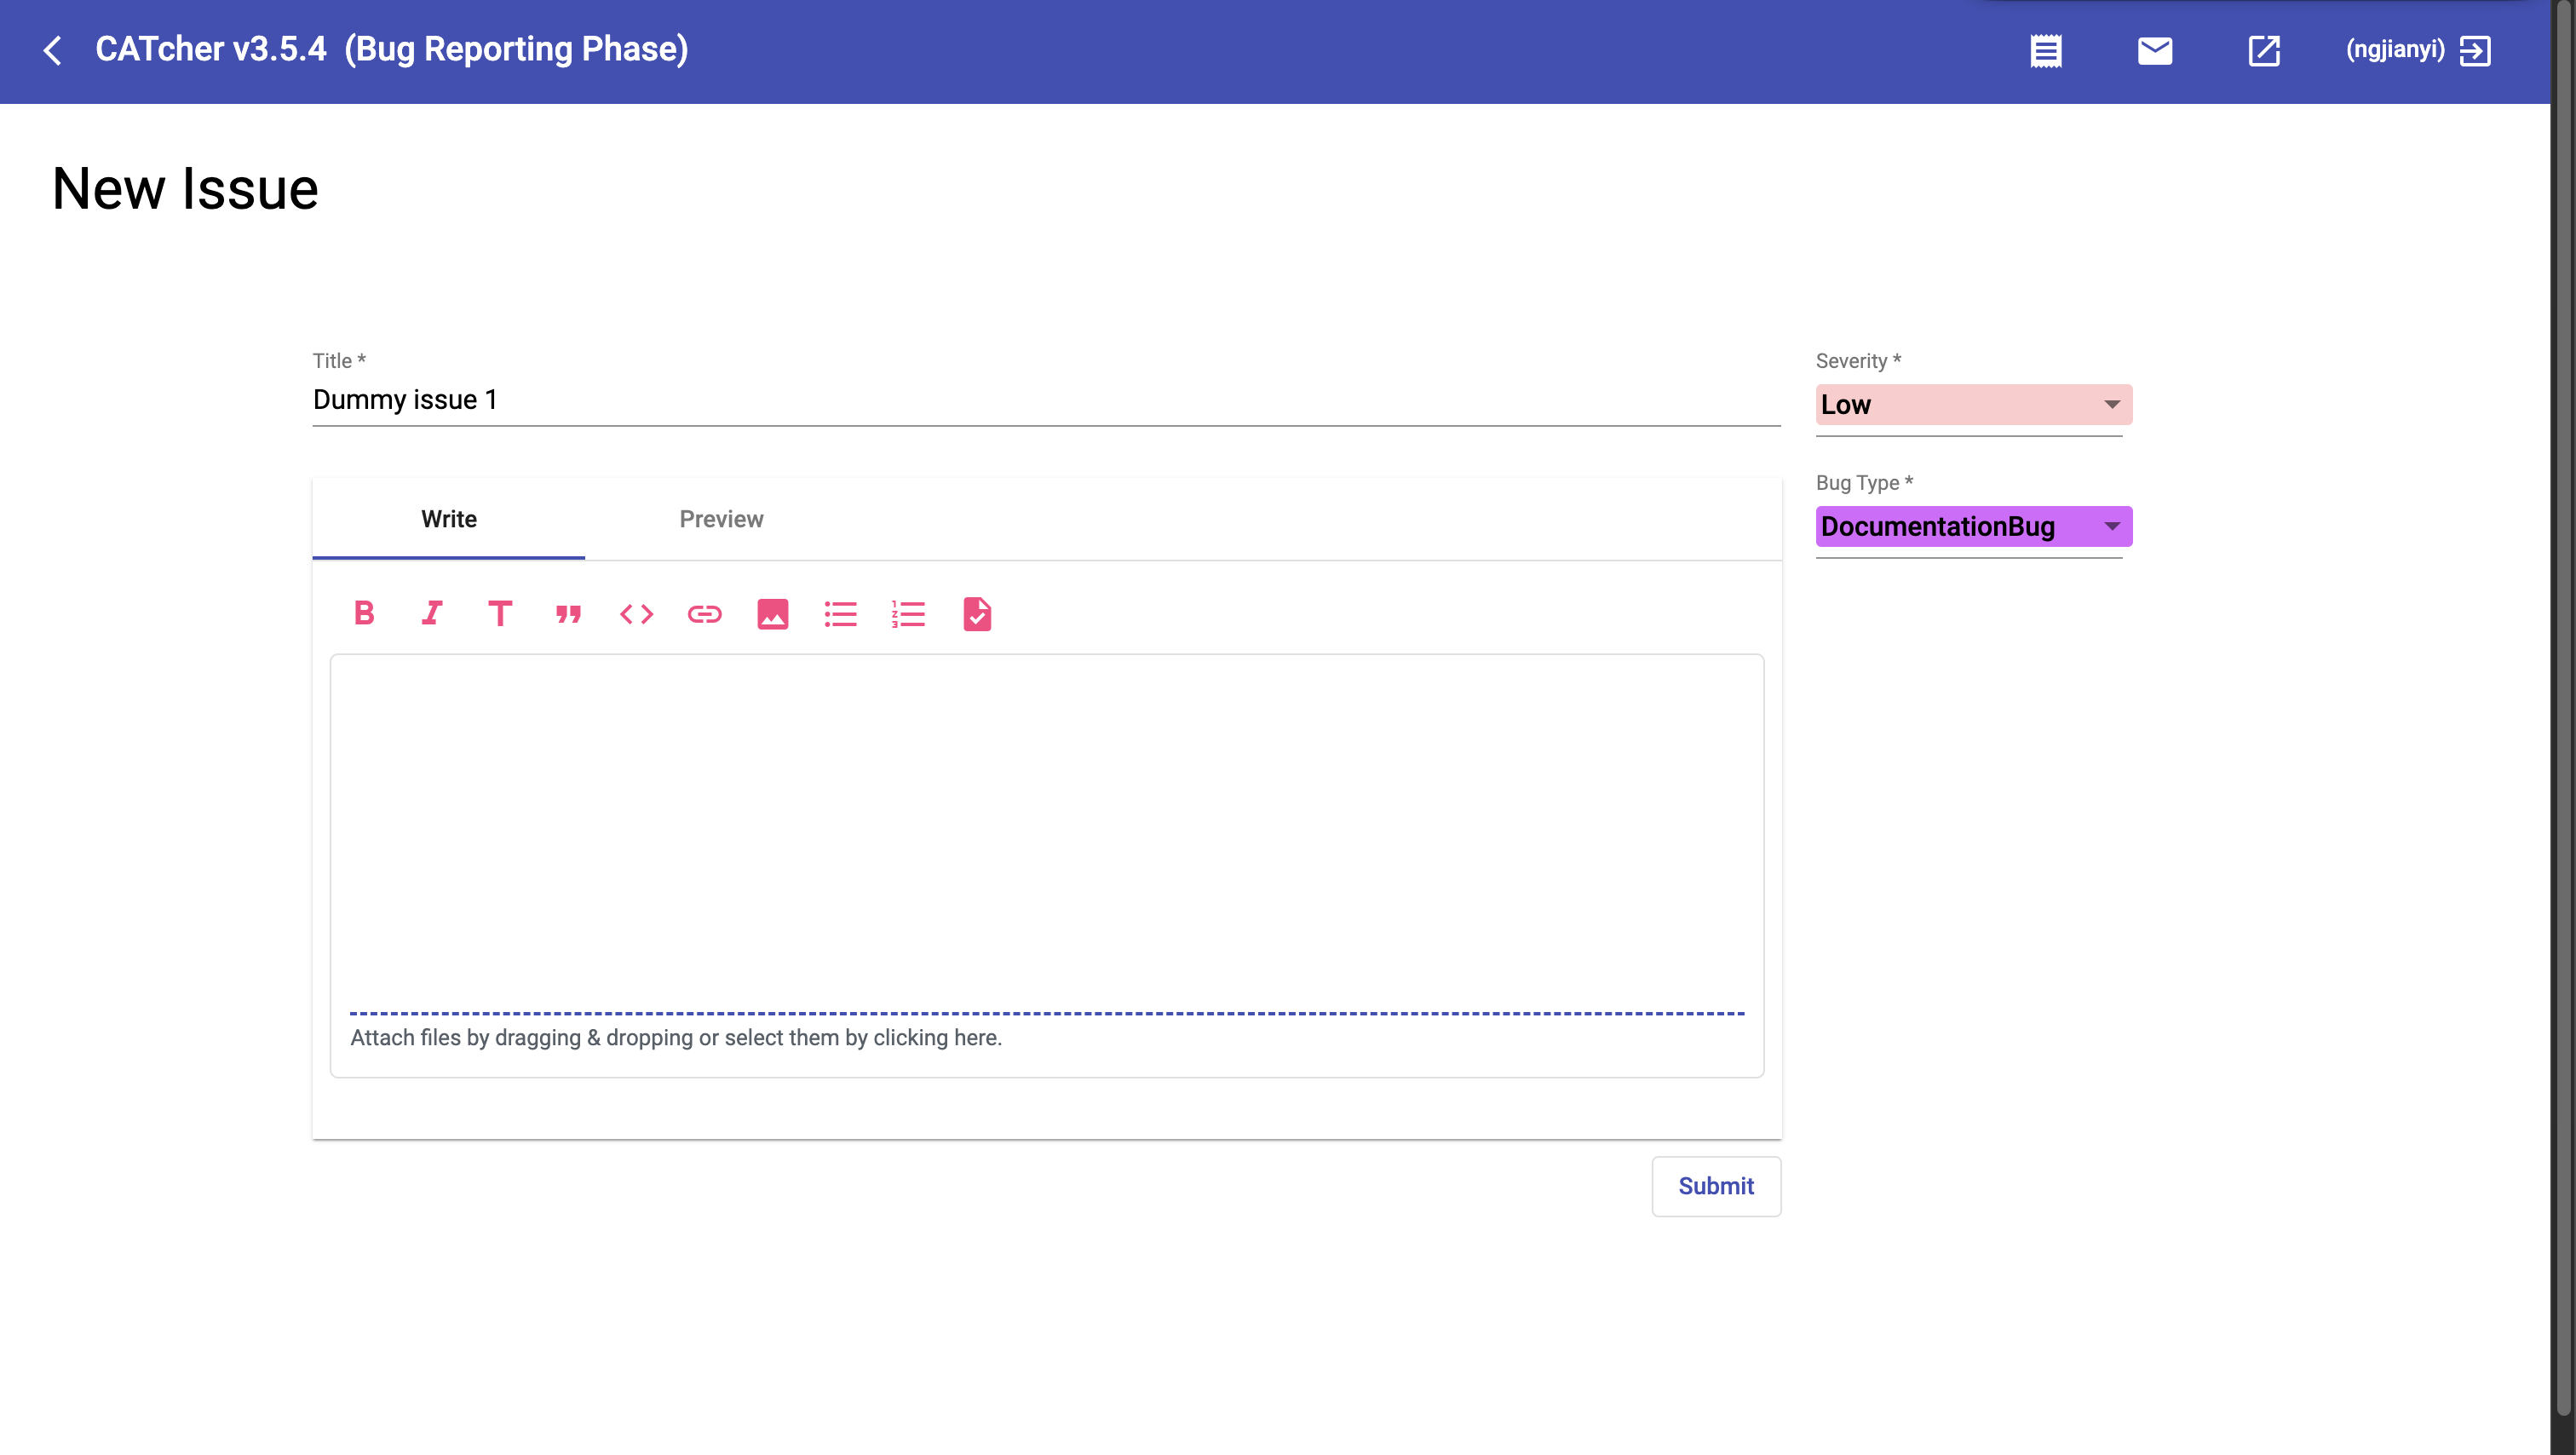 CATcher v3.5.4 (Bug Reporting Phase)
(ngjianyi)
New Issue
Title *
Dummy issue 1
Severity *
Low
Bug Type *
DocumentationBug
Write
Preview
Attach files by dragging & dropping or select them by clicking here.
Submit